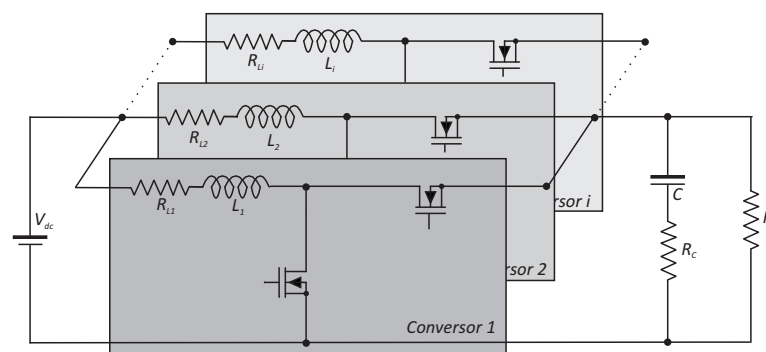 R_Li
L_i
R_L2
L_2
R_L1
L_1
V_dc
C
R_C
rsor i
rsor 2
Conversor 1